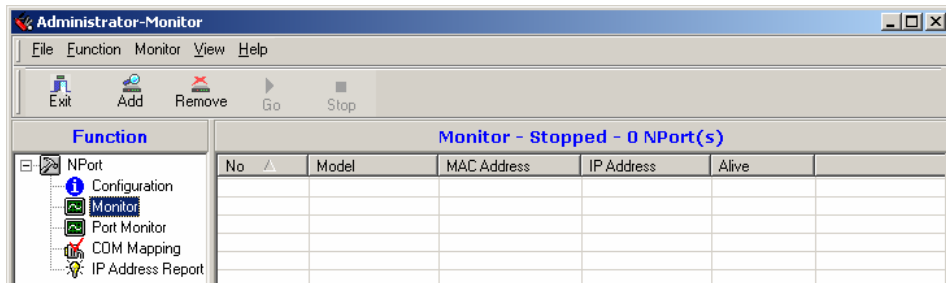 Administrator-Monitor
File Function Monitor View Help
Exit Add Remove Go Stop
Function
Monitor - Stopped - 0 NPort(s)
NPort
Configuration
Monitor
Port Monitor
COM Mapping
IP Address Report
No Model MAC Address IP Address Alive